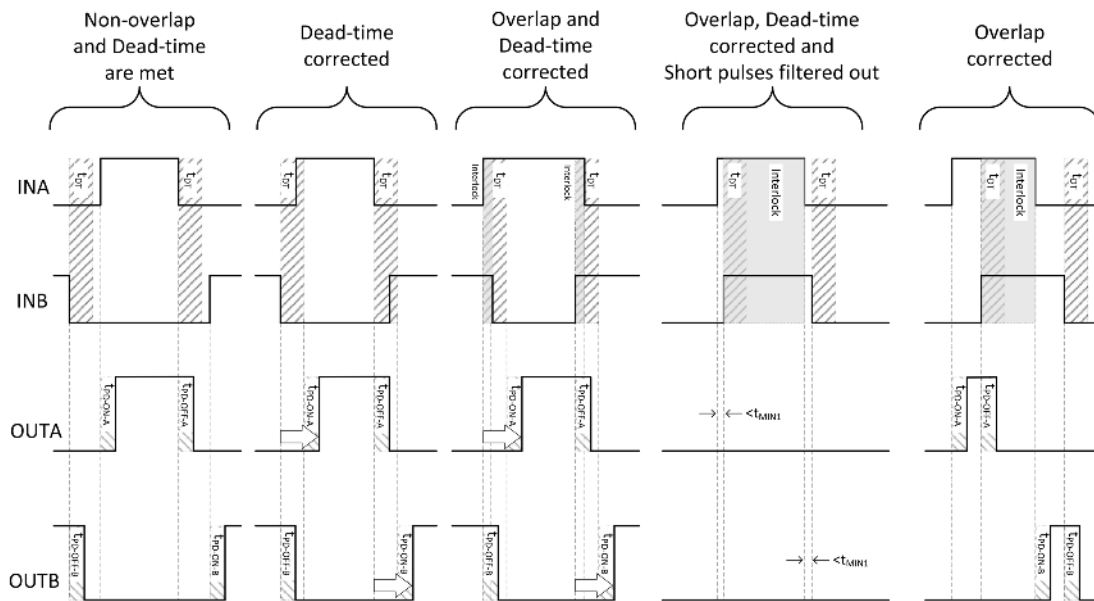 Non-overlap
and Dead-time
are met
Dead-time
corrected
Overlap and
Dead-time
corrected
Overlap, Dead-time
corrected and
Short pulses filtered out
Overlap
corrected
INA
tDT
tDT
tDT
tDT
Interlock
tDT
Interlock
tDT
tDT
Interlock
tDT
tDT
Interlock
tDT
INB
OUTA
tPD-ON-A
tPD-OFF-A
tPD-ON-A
tPD-OFF-A
tPD-ON-A
tPD-OFF-A
<tMIN1
tPD-ON-A
tPD-OFF-A
OUTB
tPD-OFF-B
tPD-ON-B
tPD-OFF-B
tPD-ON-B
tPD-OFF-B
tPD-ON-B
<tMIN1
tPD-ON-B
tPD-OFF-B